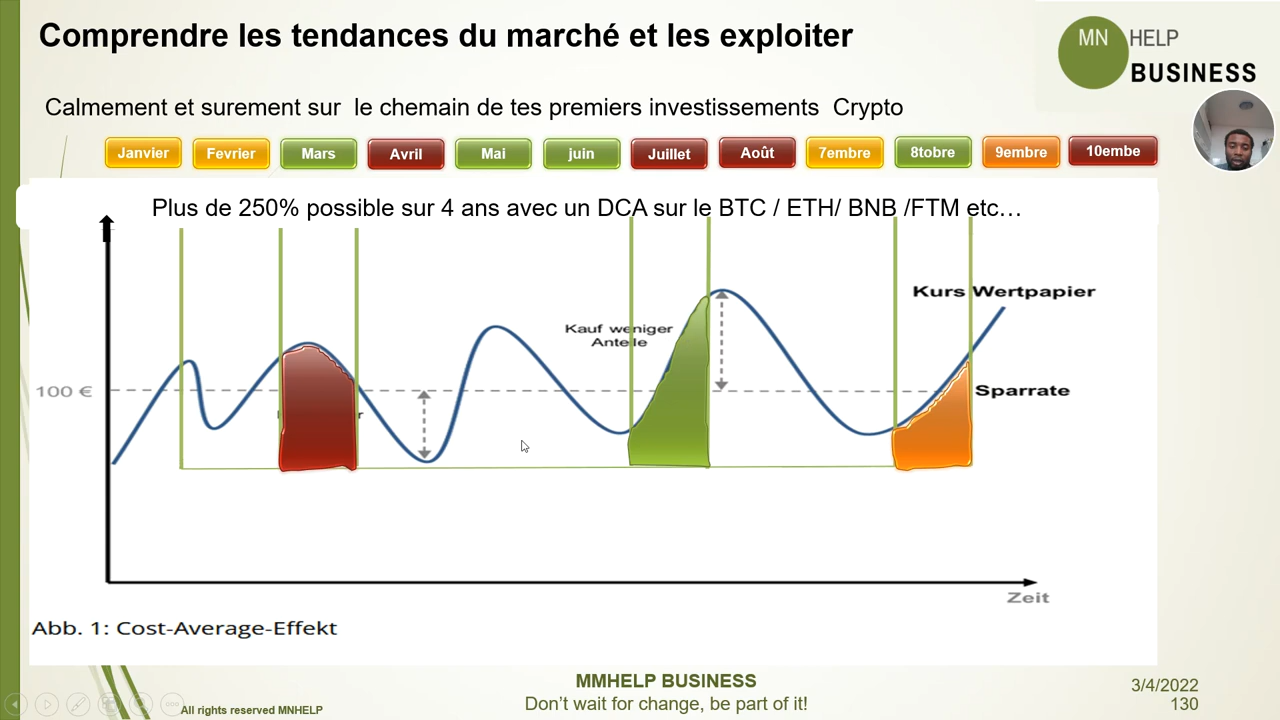 Comprendre les tendances du marché et les exploiter
MN HELP
BUSINESS
Calmement et surement sur le chemain de tes premiers investissements Crypto
Janvier Fevrier Mars Avril Mai juin Juillet Août 7embre 8tobre 9embre 10embe
Plus de 250% possible sur 4 ans avec un DCA sur le BTC / ETH/ BNB /FTM etc…
Kurs Wertpapier
Kauf weniger
Anteile
100 €
Sparrate
Zeit
Abb. 1: Cost-Average-Effekt
MMHELP BUSINESS
Don't wait for change, be part of it!
All rights reserved MNHELP
3/4/2022
130